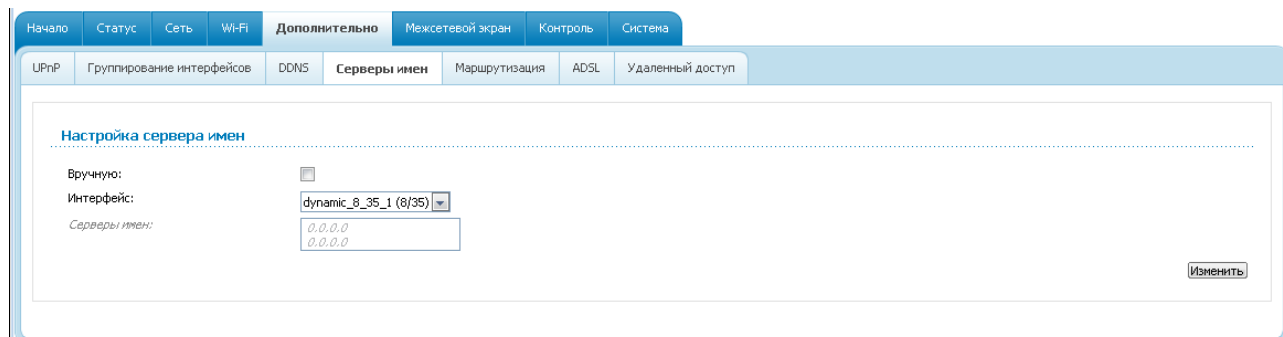 Начало Статус Сеть Wi-Fi Дополнительно Межсетевой экран Контроль Система
UPnP Группирование интерфейсов DDNS Серверы имен Маршрутизация ADSL Удаленный доступ
Настройка сервера имен
Вручную:
Интерфейс: dynamic_8_35_1 (8/35)
Серверы имен: 0.0.0.0
0.0.0.0
Изменить